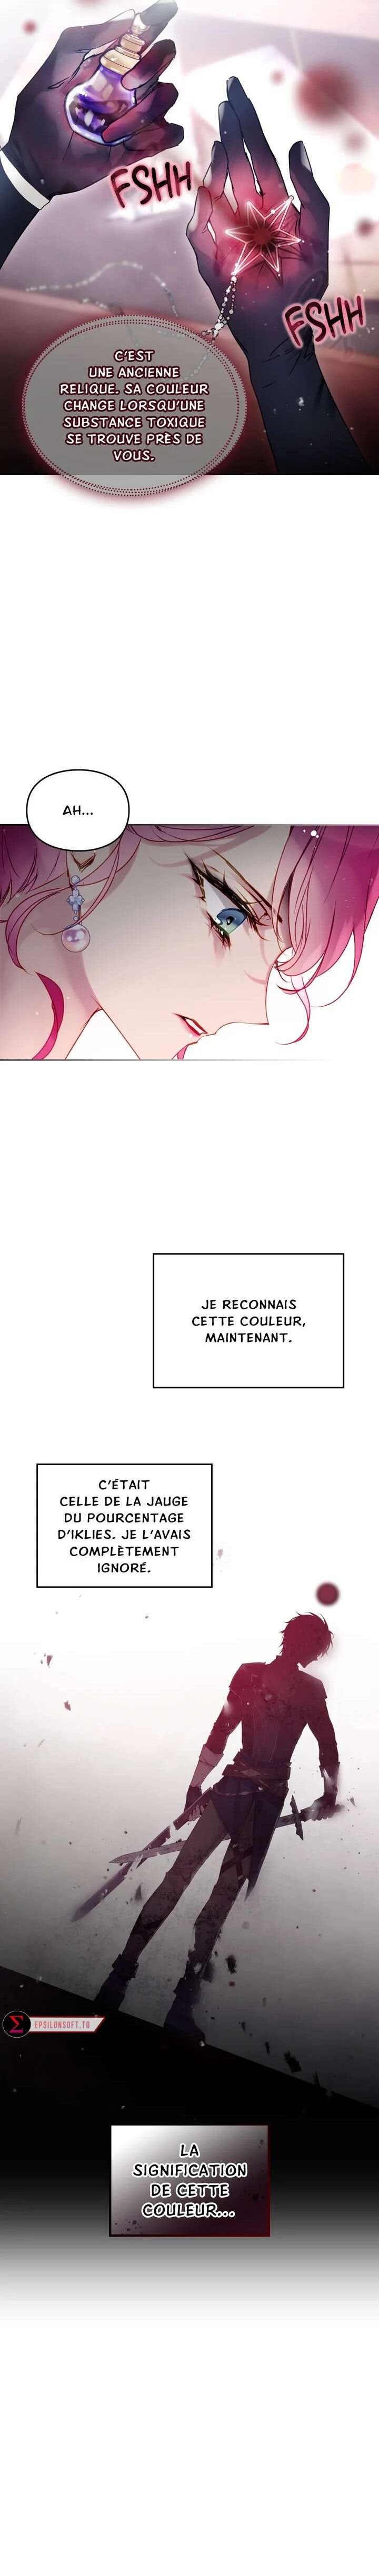 FSHH
FSHH
C'EST
UNE ANCIENNE
RELIQUE. SA COULEUR
CHANGE LORSQU'UNE
SUBSTANCE TOXIQUE
SE TROUVE PRÈS DE
VOUS.
AH...
JE RECONNAIS
CETTE COULEUR,
MAINTENANT.
C'ÉTAIT
CELLE DE LA JAUGE
DU POURCENTAGE
D'IKLIES. JE L'AVAIS
COMPLÈTEMENT
IGNORÉ.
Σ EPSILONSOFT.TO
LA
SIGNIFICATION
DE CETTE
COULEUR...